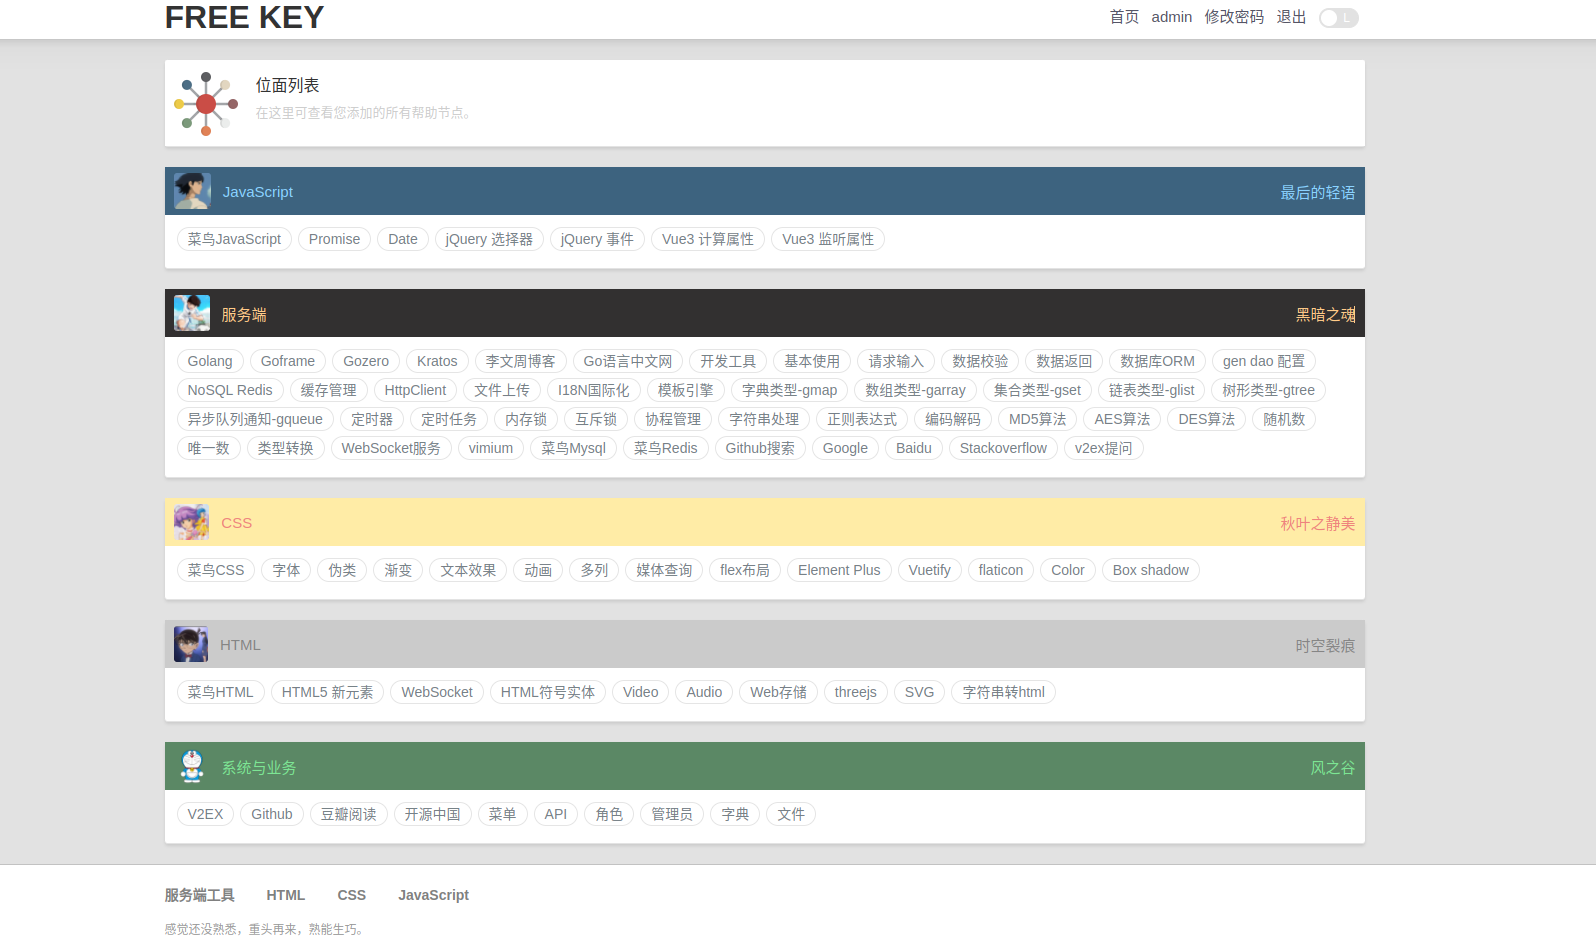 FREE KEY 首页 admin 修改密码 退出 L
位面列表
在这里可查看您添加的所有帮助节点。
JavaScript 最后的轻语
菜鸟JavaScript Promise Date jQuery 选择器 jQuery 事件 Vue3 计算属性 Vue3 监听属性
服务端 黑暗之魂
Golang Goframe Gozero Kratos 李文周博客 Go语言中文网 开发工具 基本使用 请求输入 数据校验 数据返回 数据库ORM gen dao 配置
NoSQL Redis 缓存管理 HttpClient 文件上传 I18N国际化 模板引擎 字典类型-gmap 数组类型-garray 集合类型-gset 链表类型-glist 树形类型-gtree
异步队列通知-gqueue 定时器 定时任务 内存锁 互斥锁 协程管理 字符串处理 正则表达式 编码解码 MD5算法 AES算法 DES算法 随机数
唯一数 类型转换 WebSocket服务 vimium 菜鸟Mysql 菜鸟Redis Github搜索 Google Baidu Stackoverflow v2ex提问
CSS 秋叶之静美
菜鸟CSS 字体 伪类 渐变 文本效果 动画 多列 媒体查询 flex布局 Element Plus Vuetify flaticon Color Box shadow
HTML 时空裂痕
菜鸟HTML HTML5 新元素 WebSocket HTML符号实体 Video Audio Web存储 threejs SVG 字符串转html
系统与业务 风之谷
V2EX Github 豆瓣阅读 开源中国 菜单 API 角色 管理员 字典 文件
服务端工具 HTML CSS JavaScript
感觉还没熟悉，重头再来，熟能生巧。